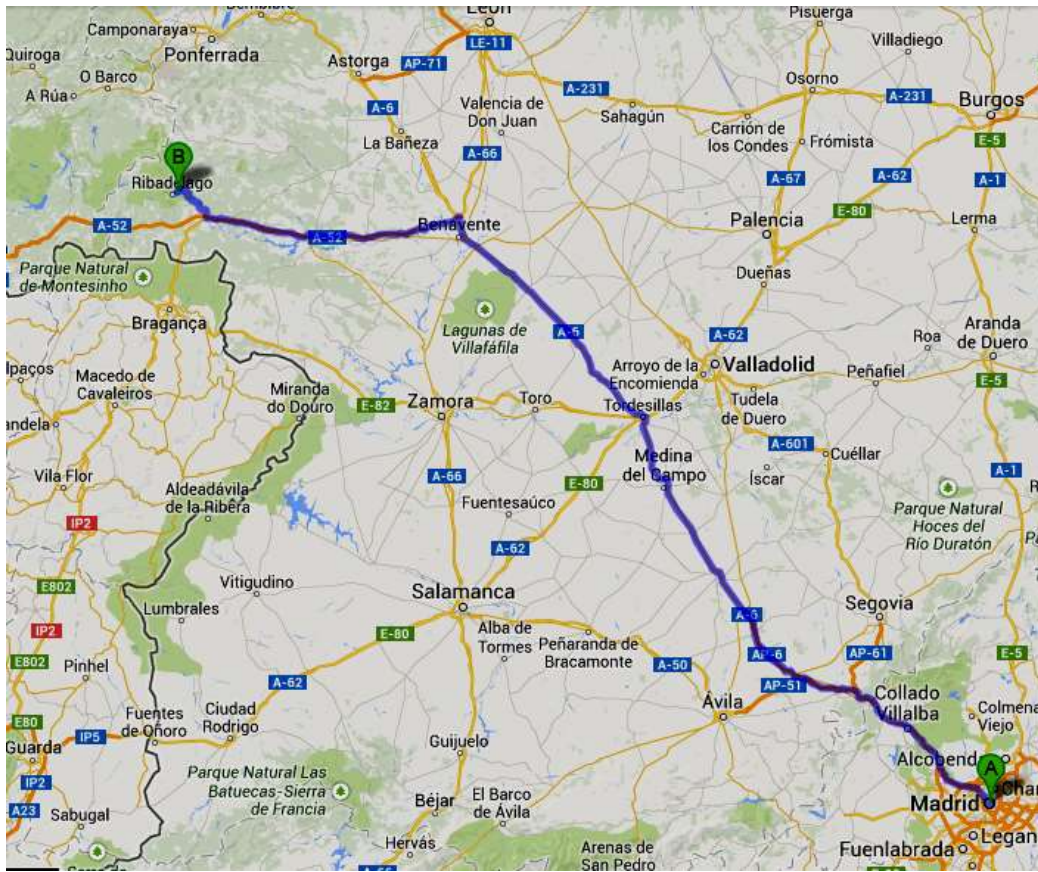 León
Pisuerga
Bembibre
Camponaraya
Ponferrada
LE-11
Villadiego
Quiroga
AP-71
Astorga
O Barco
A Rúa
A-6
A-231
Osorno
A-231
Burgos
Valencia de
Don Juan
Sahagún
Carrión de
los Condes
Frómista
E-5
La Bañeza
A-66
A-67
A-62
A-1
B
Ribadelago
E-80
A-52
Palencia
Lerma
Benavente
A-52
Parque Natural
de Montesinho
Dueñas
Bragança
Lagunas de
Villafáfila
A-6
A-62
Roa
Aranda
de Duero
Arroyo de la
Encomienda
Valladolid
Peñafiel
Macedo de
Cavaleiros
Miranda
do Douro
E-82
Zamora
Toro
Tordesillas
Tudela
de Duero
E-5
A-601
Cuéllar
Vila Flor
A-66
Medina
del Campo
Íscar
A-1
Aldeadávila
de la Ribera
E-80
Fuentesaúco
Parque Natural
Hoces del
Río Duratón
IP2
A-62
E802
Vitigudino
Salamanca
Segovia
Lumbrales
A-6
IP2
E-80
Alba de
Tormes
Peñaranda de
Bracamonte
AP-6
AP-61
E-5
E802
Pinhel
A-50
A-62
AP-51
Ávila
Collado
Villalba
Colmena
Viejo
E80
Fuentes
de Oñoro
Ciudad
Rodrigo
IP5
Guarda
Guijuelo
Alcobend
IP2
Parque Natural Las
Batuecas-Sierra
de Francia
A
Madrid
A23
Béjar
El Barco
de Ávila
Sabugal
Legan
Hervás
Arenas de
San Pedro
Fuenlabrada